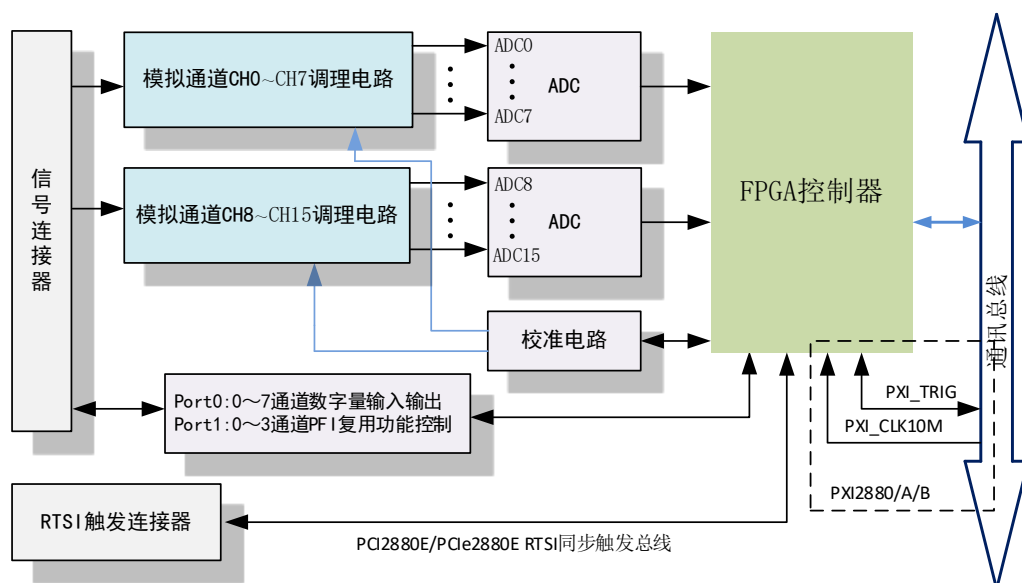 信号连接器
模拟通道CH0~CH7调理电路
ADC0
ADC7
ADC
模拟通道CH8~CH15调理电路
ADC8
ADC15
ADC
FPGA控制器
校准电路
通讯总线
Port0:0~7通道数字量输入输出
Port1:0~3通道PFI复用功能控制
PXI_TRIG
PXI_CLK10M
PXI2880/A/B
RTSI触发连接器
PCI2880E/PCIe2880E RTSI同步触发总线